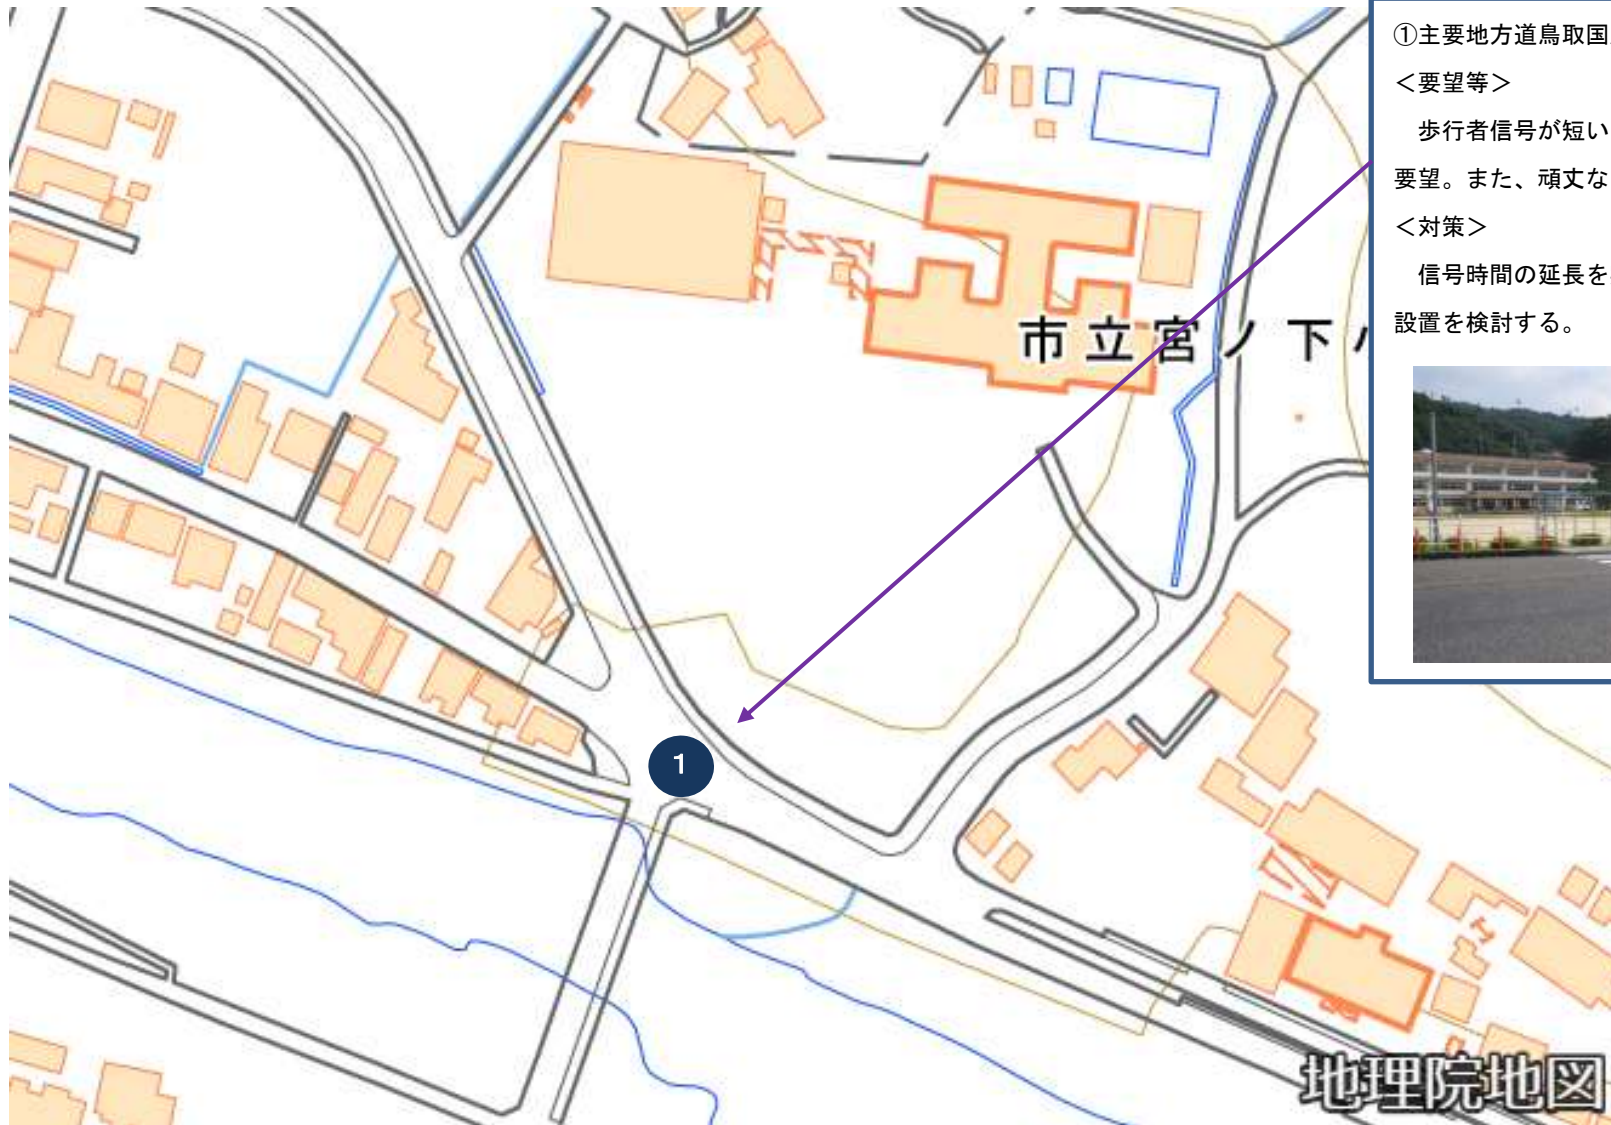 ①主要地方道鳥取国
<要望等>
歩行者信号が短い
要望。また、頑丈な
<対策>
信号時間の延長を
設置を検討する。
市立宮ノ下
1
地理院地図